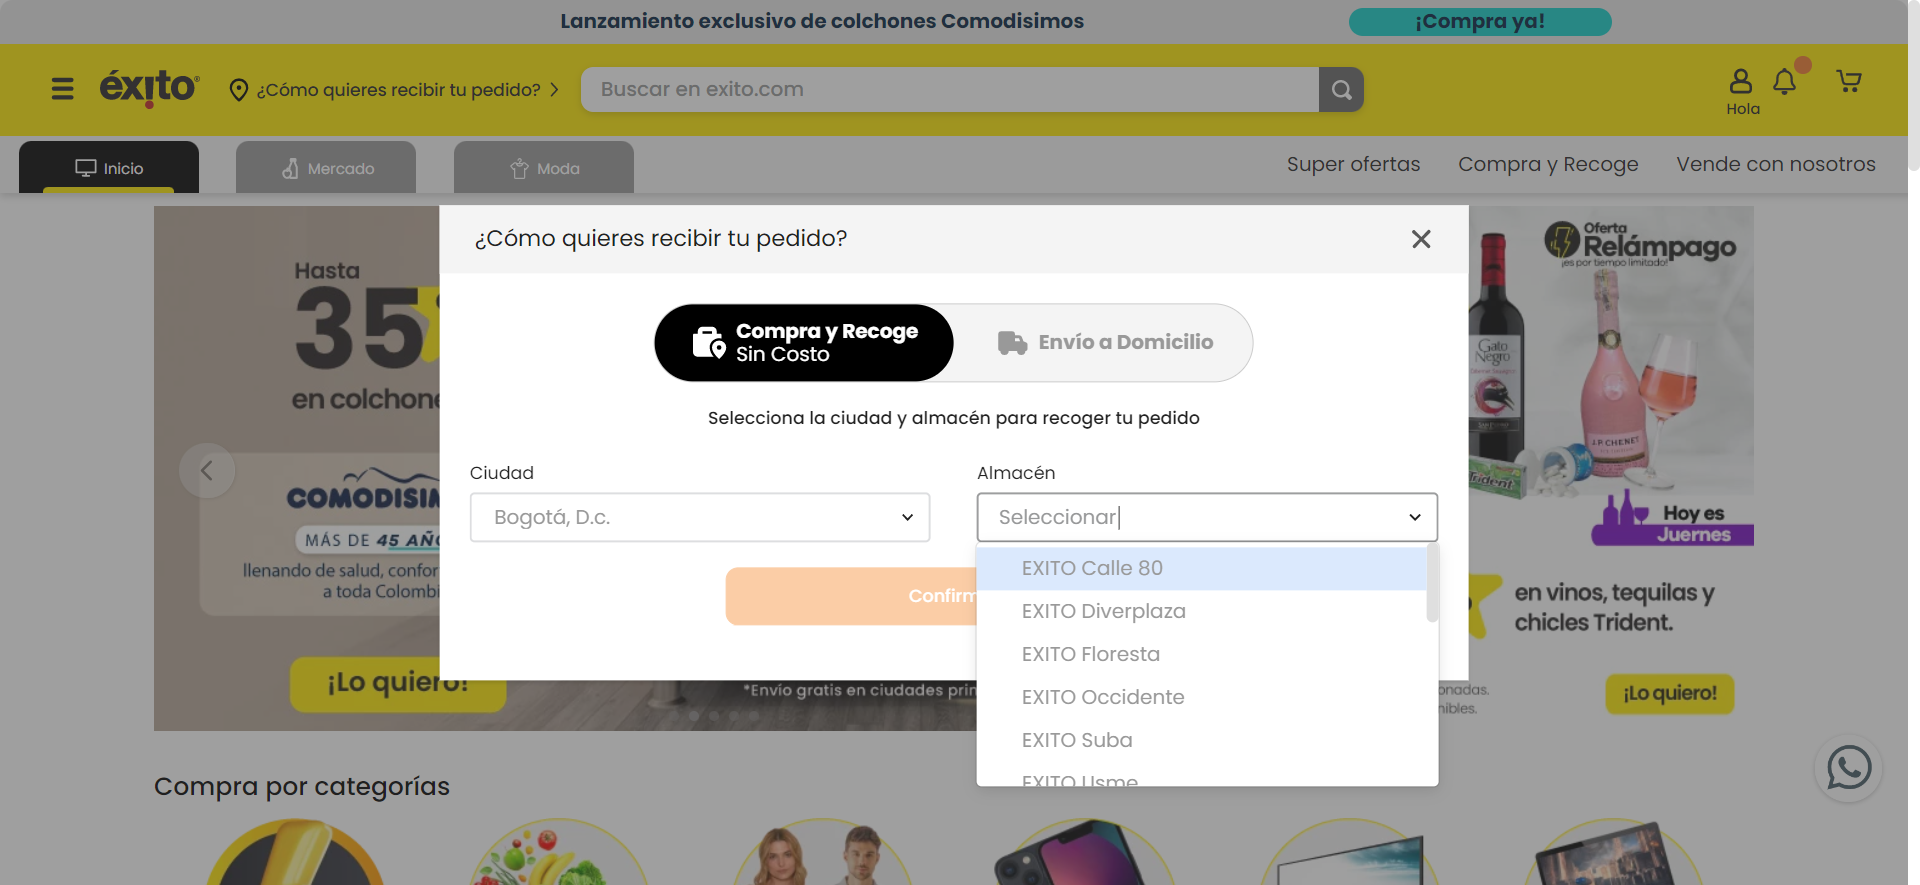 Lanzamiento exclusivo de colchones Comodisimos
¡Compra ya!
éxito
¿Cómo quieres recibir tu pedido?
Buscar en exito.com
Hola
Inicio
Mercado
Moda
Super ofertas
Compra y Recoge
Vende con nosotros
Hasta
35
en colchone
COMODISIM
MÁS DE 45 AÑO
llenando de salud, confor
a toda Colombi
¡Lo quiero!
*Envío gratis en ciudades prin
¿Cómo quieres recibir tu pedido?
Compra y Recoge
Sin Costo
Envío a Domicilio
Selecciona la ciudad y almacén para recoger tu pedido
Ciudad
Bogotá, D.c.
Almacén
Seleccionar
Confirm
EXITO Calle 80
EXITO Diverplaza
EXITO Floresta
EXITO Occidente
EXITO Suba
EXITO Usme
Oferta
Relámpago
¡es por tiempo limitado!
Gato
Negro
J.P. CHENET
Trident
Hoy es
Juernes
en vinos, tequilas y
chicles Trident.
onadas.
nibles.
¡Lo quiero!
Compra por categorías